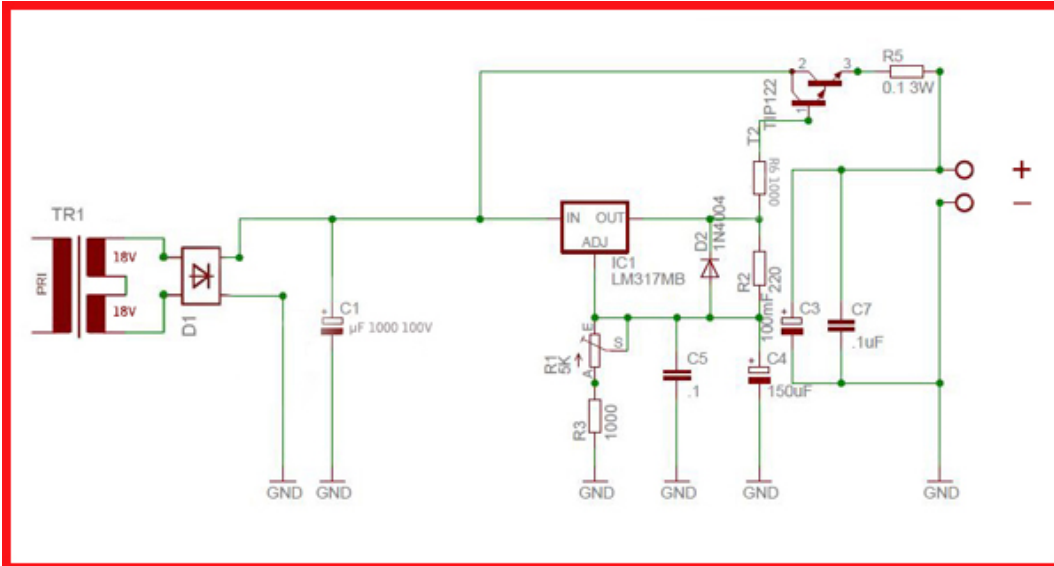 R5
2
3
0.1 3W
1
TIP122
T2
R6 1000
+
−
TR1
18V
PRI
18V
D1
IN OUT
ADJ
IC1
LM317MB
D2
1N4004
R2
220
C1
+
µF 1000 100V
E
S
R1
5K
A
C5
.1
100mF
+
C3
C7
.1uF
+
C4
150uF
R3
1000
GND
GND
GND
GND
GND
GND